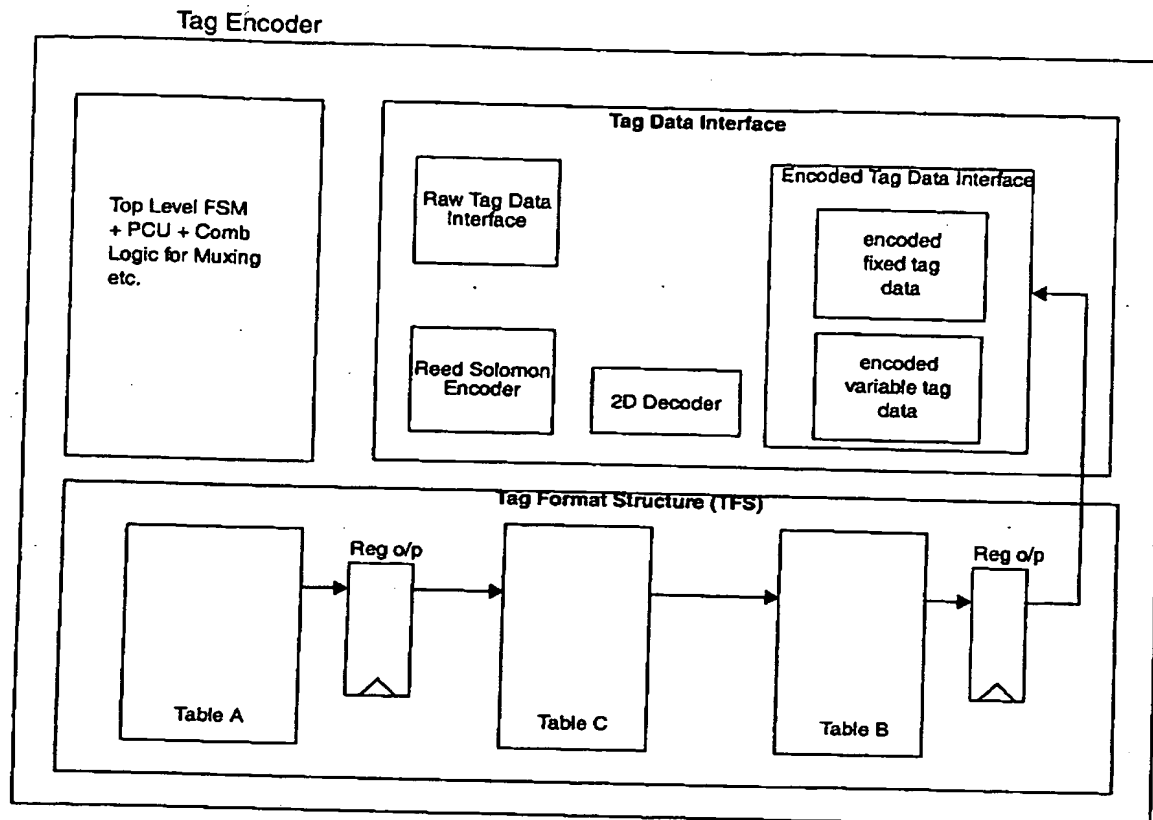 Tag Encoder
Top Level FSM
+ PCU + Comb
Logic for Muxing
etc.
Tag Data Interface
Raw Tag Data
Interface
Reed Solomon
Encoder
2D Decoder
Encoded Tag Data Interface
encoded
fixed tag
data
encoded
variable tag
data
Tag Format Structure (TFS)
Table A
Reg o/p
Table C
Table B
Reg o/p